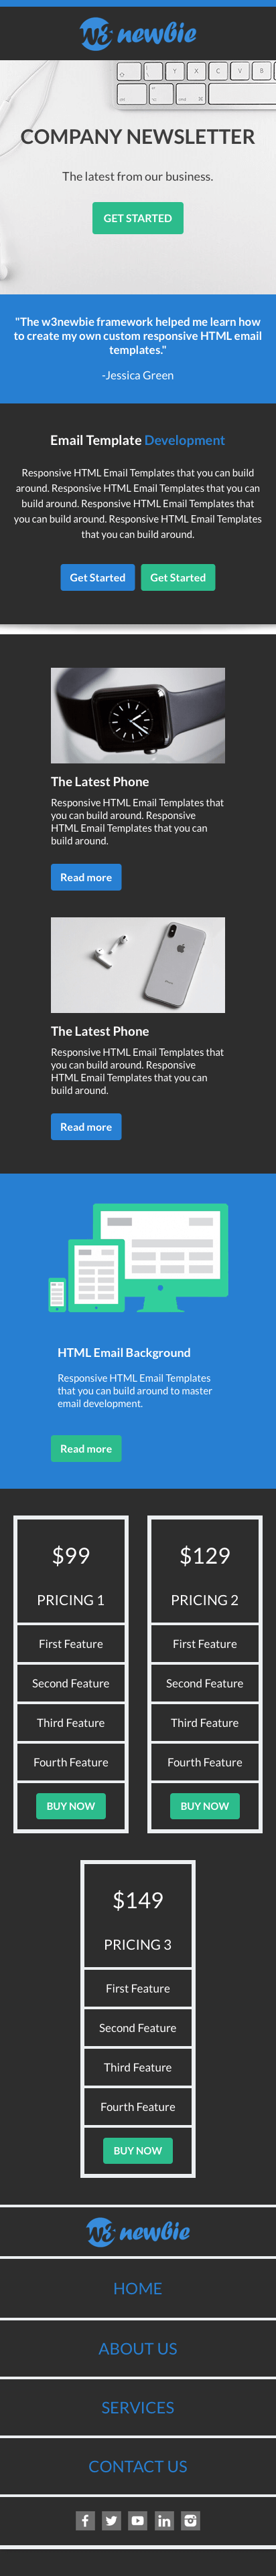 w3 newbie
COMPANY NEWSLETTER
The latest from our business.
GET STARTED
"The w3newbie framework helped me learn how
to create my own custom responsive HTML email
templates."
-Jessica Green
Email Template Development
Responsive HTML Email Templates that you can build
around. Responsive HTML Email Templates that you can
build around. Responsive HTML Email Templates that
you can build around. Responsive HTML Email Templates
that you can build around.
Get Started
Get Started
The Latest Phone
Responsive HTML Email Templates that
you can build around. Responsive
HTML Email Templates that you can
build around.
Read more
The Latest Phone
Responsive HTML Email Templates that
you can build around. Responsive
HTML Email Templates that you can
build around.
Read more
HTML Email Background
Responsive HTML Email Templates
that you can build around to master
email development.
Read more
$99
PRICING 1
First Feature
Second Feature
Third Feature
Fourth Feature
BUY NOW
$129
PRICING 2
First Feature
Second Feature
Third Feature
Fourth Feature
BUY NOW
$149
PRICING 3
First Feature
Second Feature
Third Feature
Fourth Feature
BUY NOW
w3 newbie
HOME
ABOUT US
SERVICES
CONTACT US